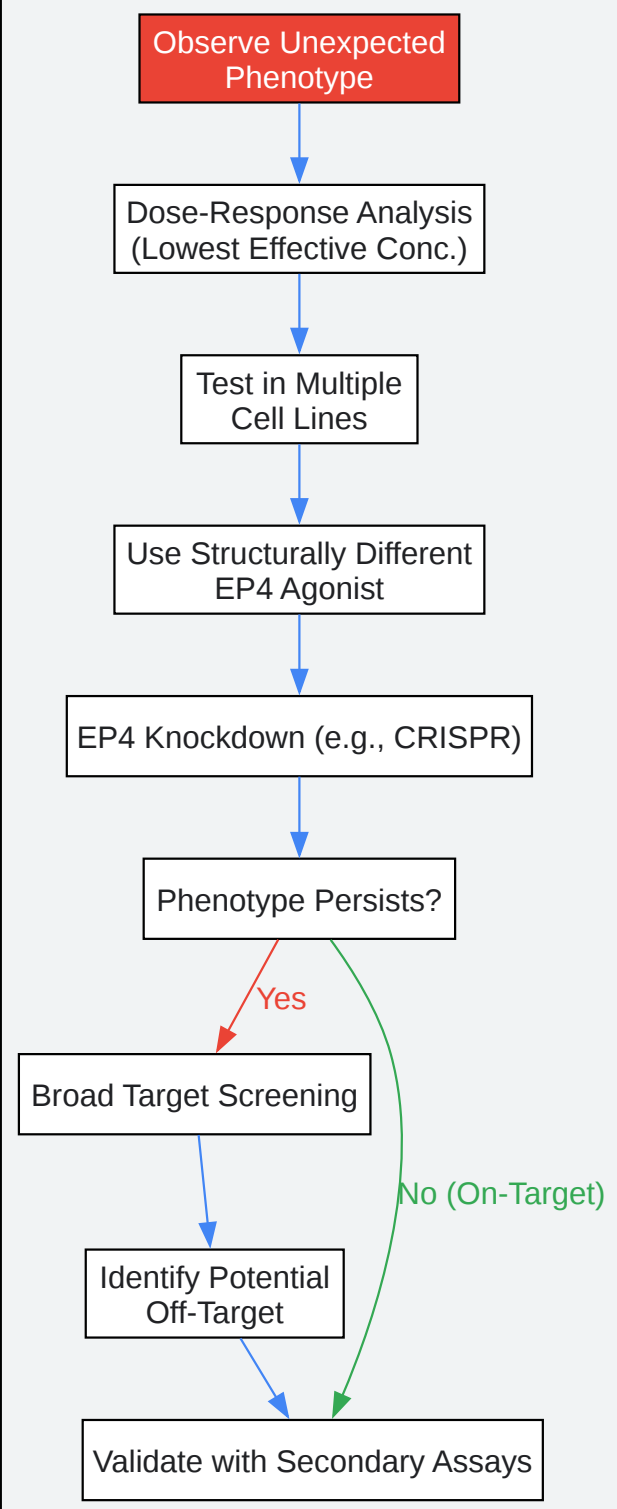 Observe Unexpected
Phenotype
Dose-Response Analysis
(Lowest Effective Conc.)
Test in Multiple
Cell Lines
Use Structurally Different
EP4 Agonist
EP4 Knockdown (e.g., CRISPR)
Phenotype Persists?
Yes
Broad Target Screening
No (On-Target)
Identify Potential
Off-Target
Validate with Secondary Assays